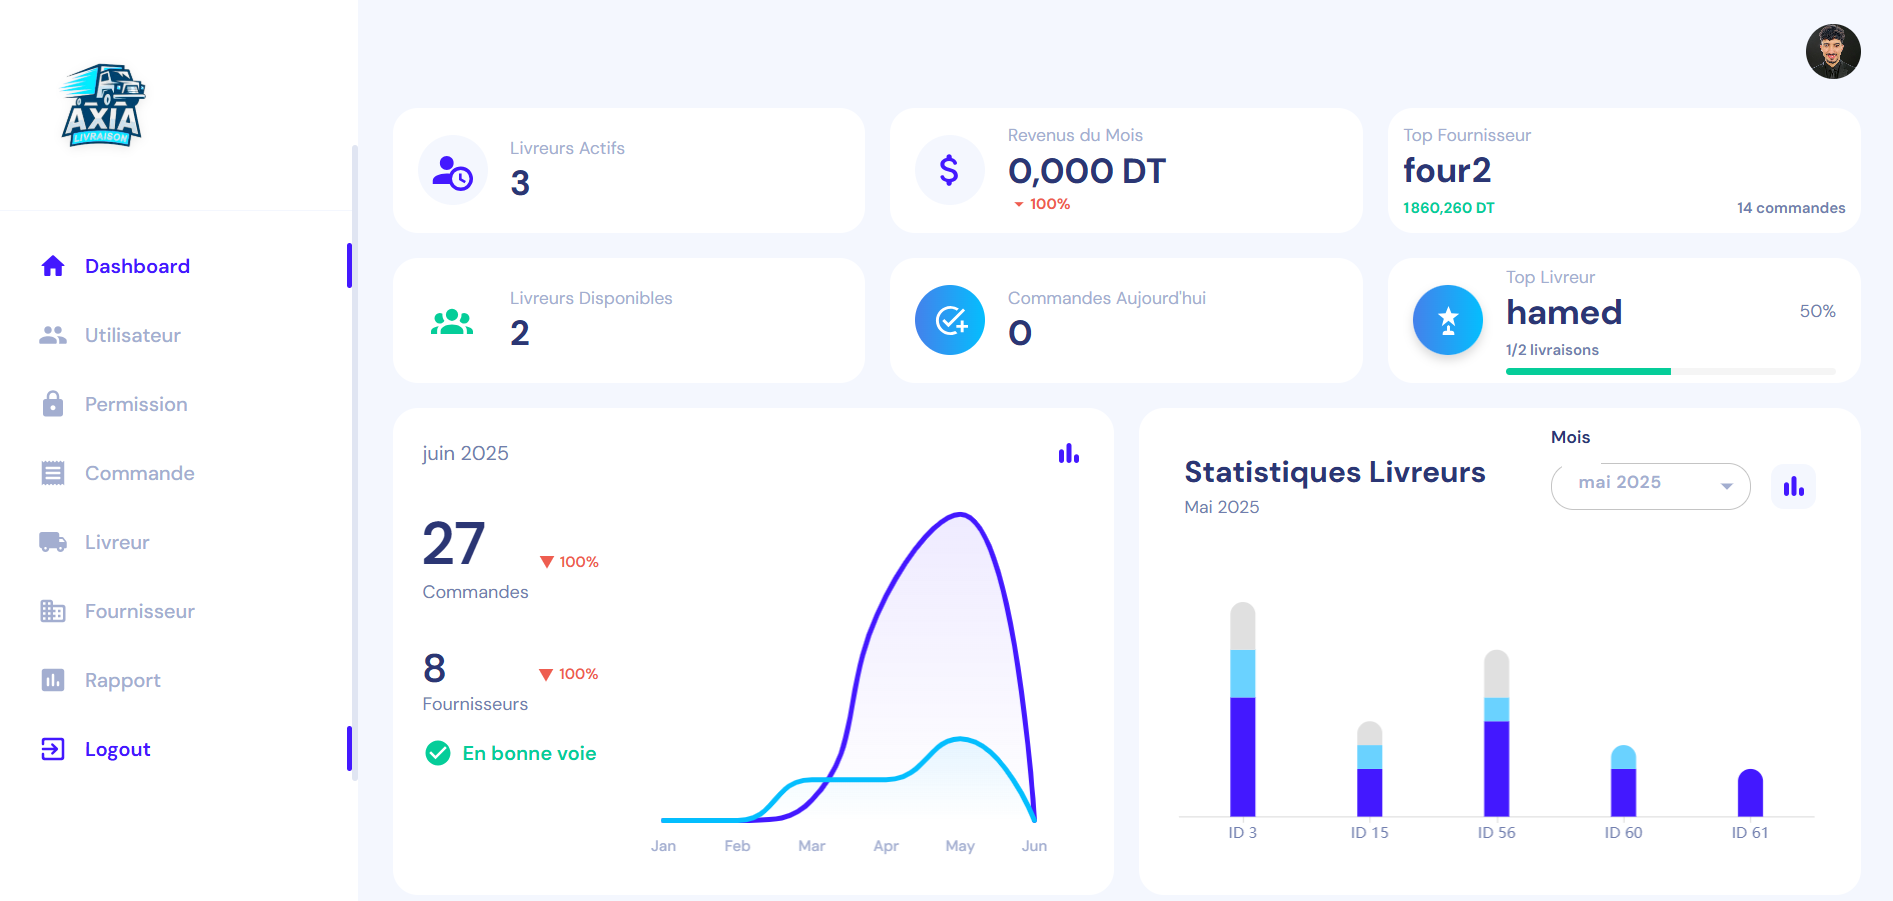 AXIA
LIVRAISON
Dashboard
Utilisateur
Permission
Commande
Livreur
Fournisseur
Rapport
Logout
Livreurs Actifs
3
Revenus du Mois
0,000 DT
100%
Top Fournisseur
four2
1 860,260 DT
14 commandes
Livreurs Disponibles
2
Commandes Aujourd'hui
0
Top Livreur
hamed
50%
1/2 livraisons
juin 2025
27
100%
Commandes
8
100%
Fournisseurs
En bonne voie
Jan Feb Mar Apr May Jun
Mois
Statistiques Livreurs
mai 2025
Mai 2025
ID 3 ID 15 ID 56 ID 60 ID 61